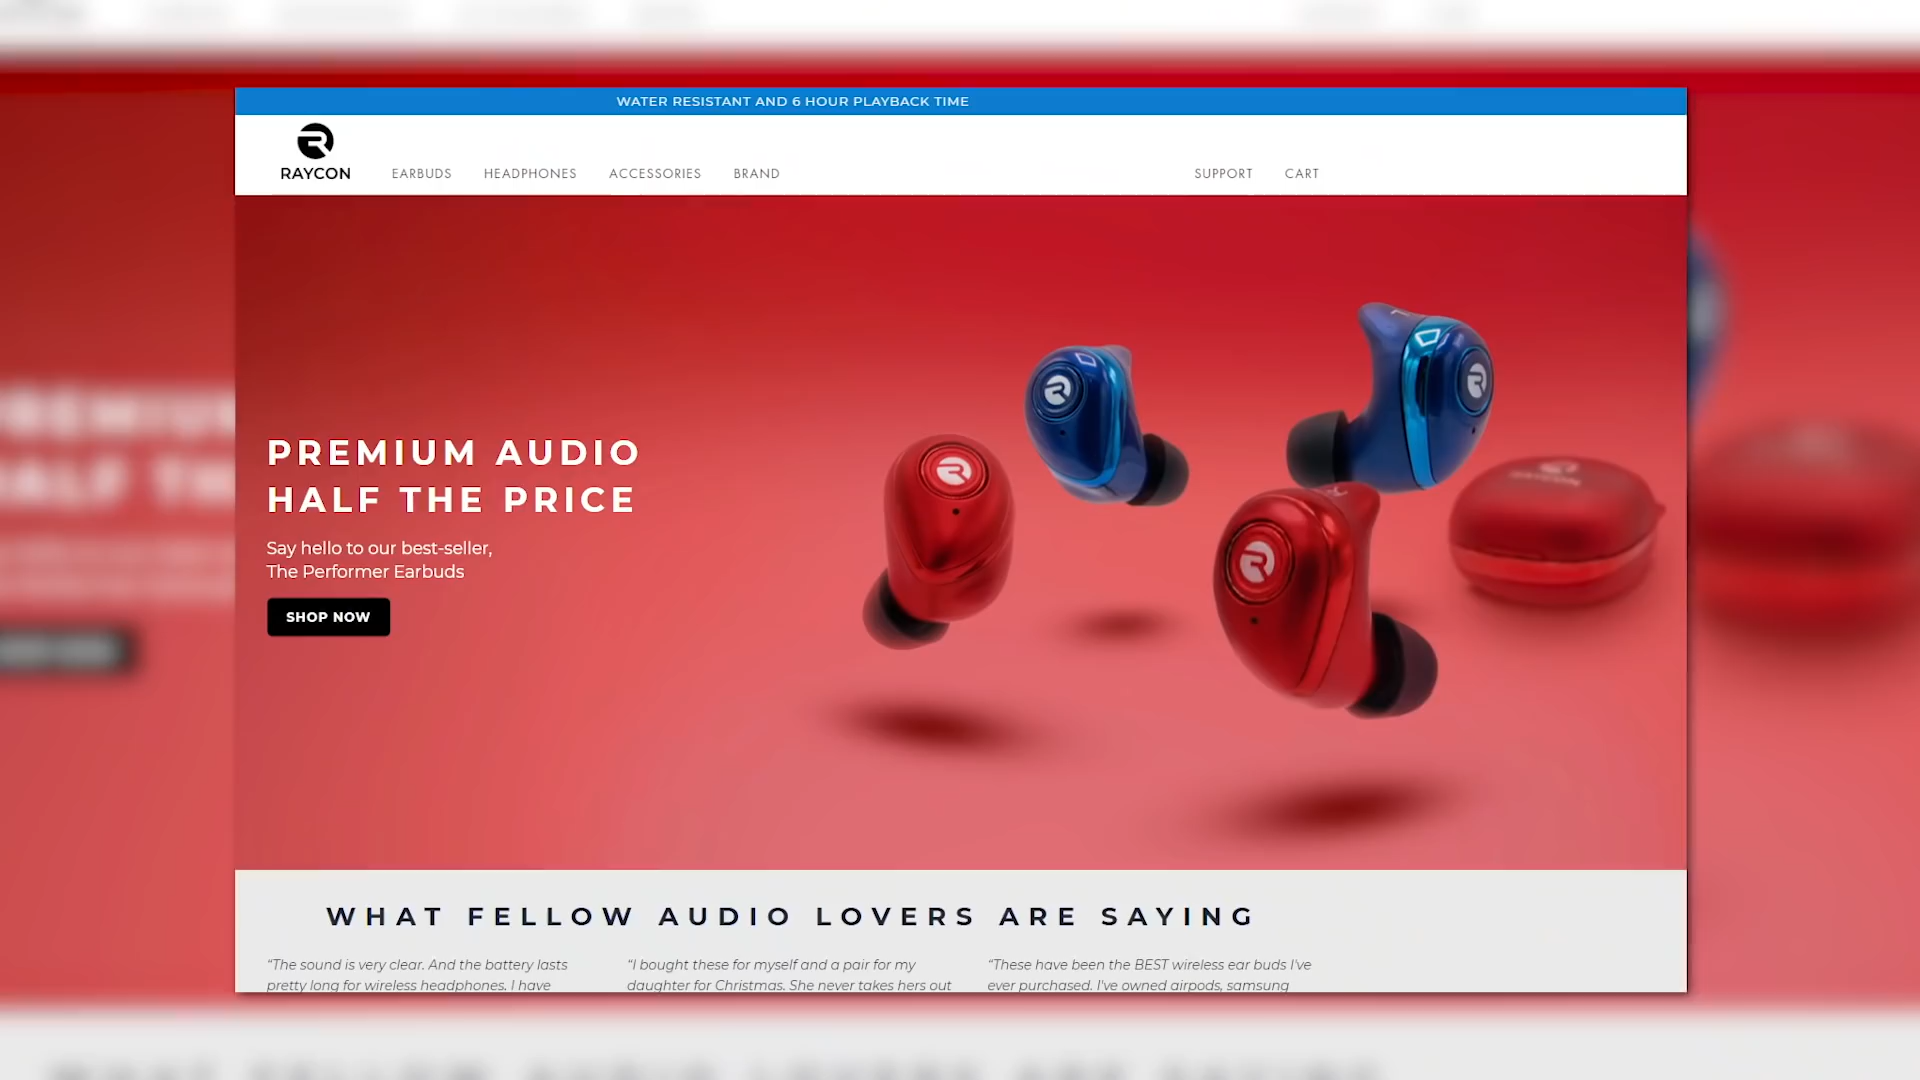 WATER RESISTANT AND 6 HOUR PLAYBACK TIME
RAYCON
EARBUDS HEADPHONES ACCESSORIES BRAND SUPPORT CART
PREMIUM AUDIO
HALF THE PRICE
Say hello to our best-seller,
The Performer Earbuds
SHOP NOW
RAYCON
WHAT FELLOW AUDIO LOVERS ARE SAYING
“The sound is very clear. And the battery lasts
pretty long for wireless headphones. I have
“I bought these for myself and a pair for my
daughter for Christmas. She never takes hers out
“These have been the BEST wireless ear buds I've
ever purchased. I've owned airpods, samsung